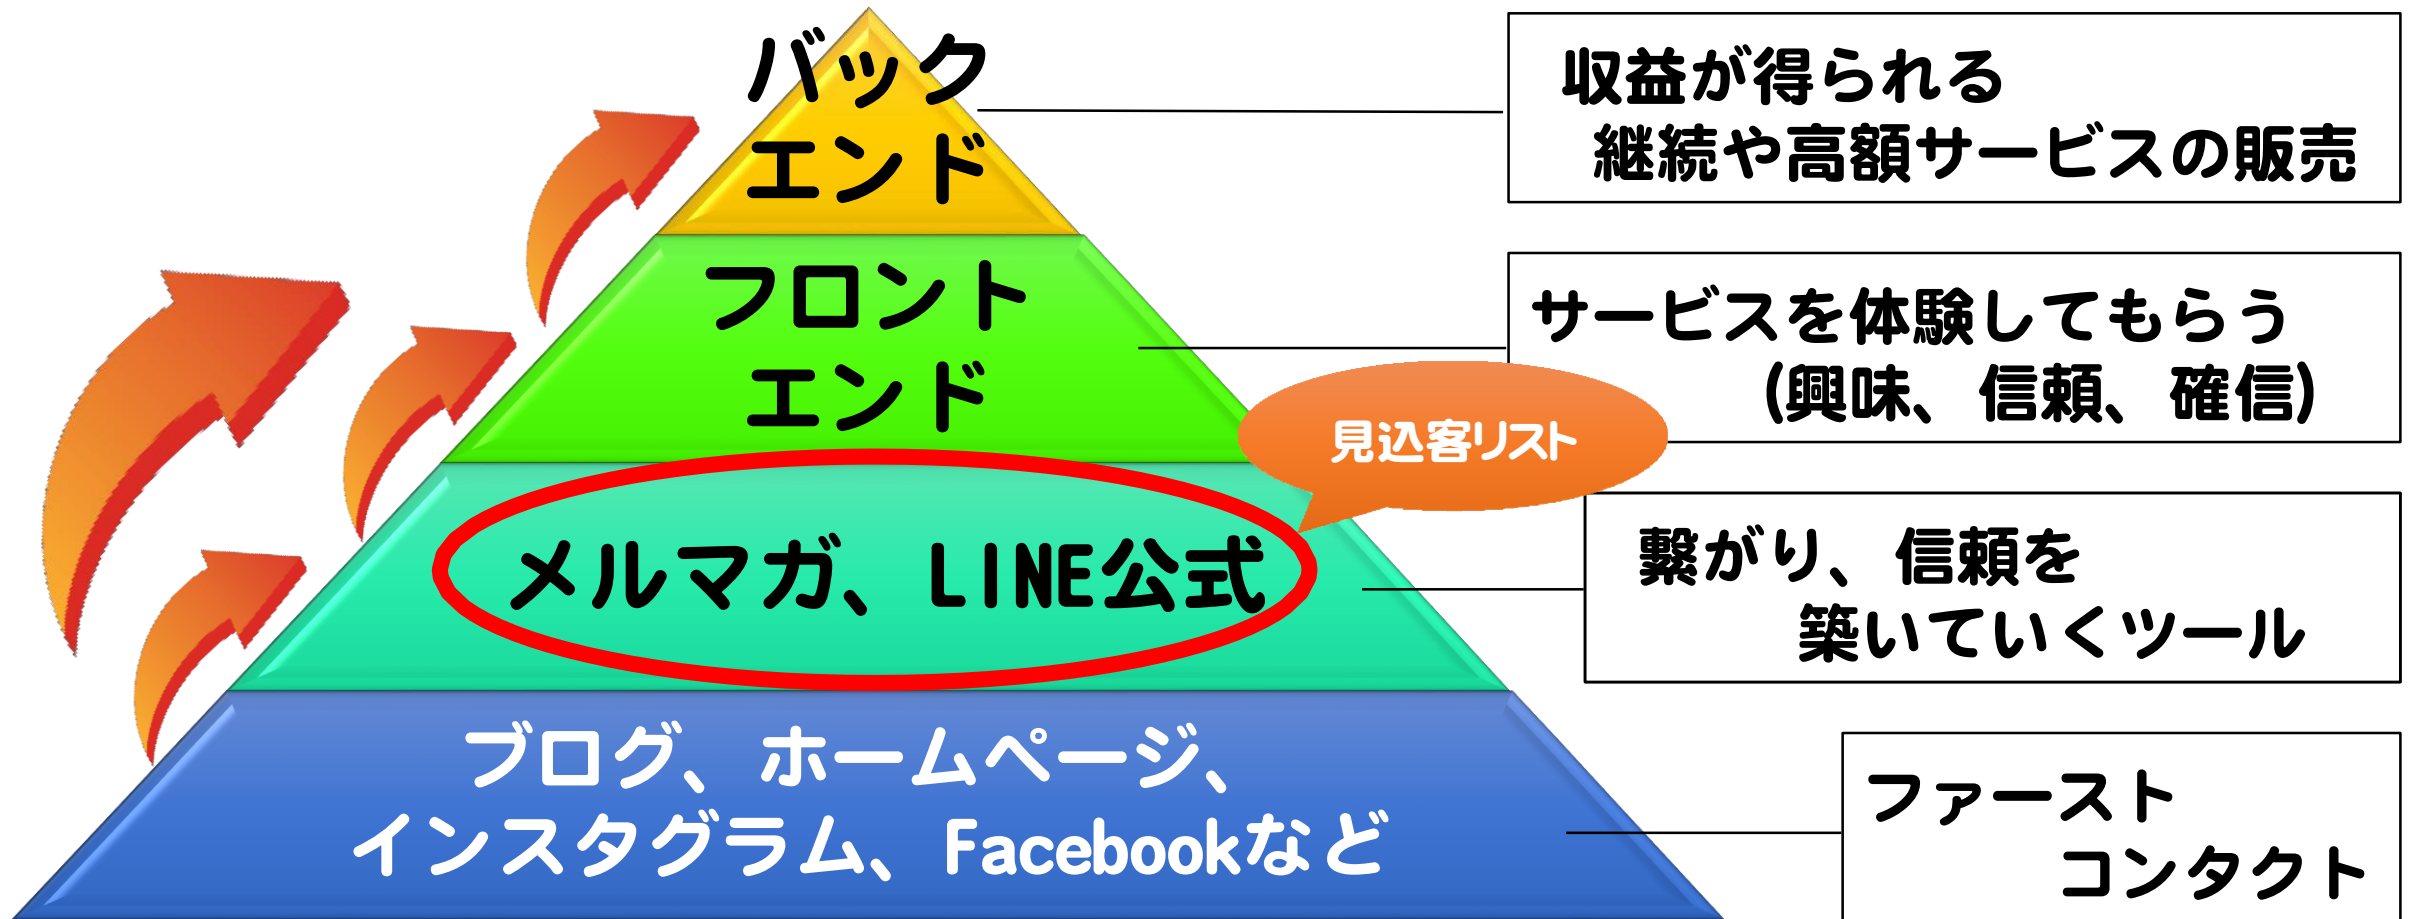 バック
エンド
収益が得られる
継続や高額サービスの販売
フロント
エンド
サービスを体験してもらう
(興味、信頼、確信)
見込客リスト
メルマガ、LINE公式
繋がり、信頼を
築いていくツール
ブログ、ホームページ、
インスタグラム、Facebookなど
ファースト
コンタクト